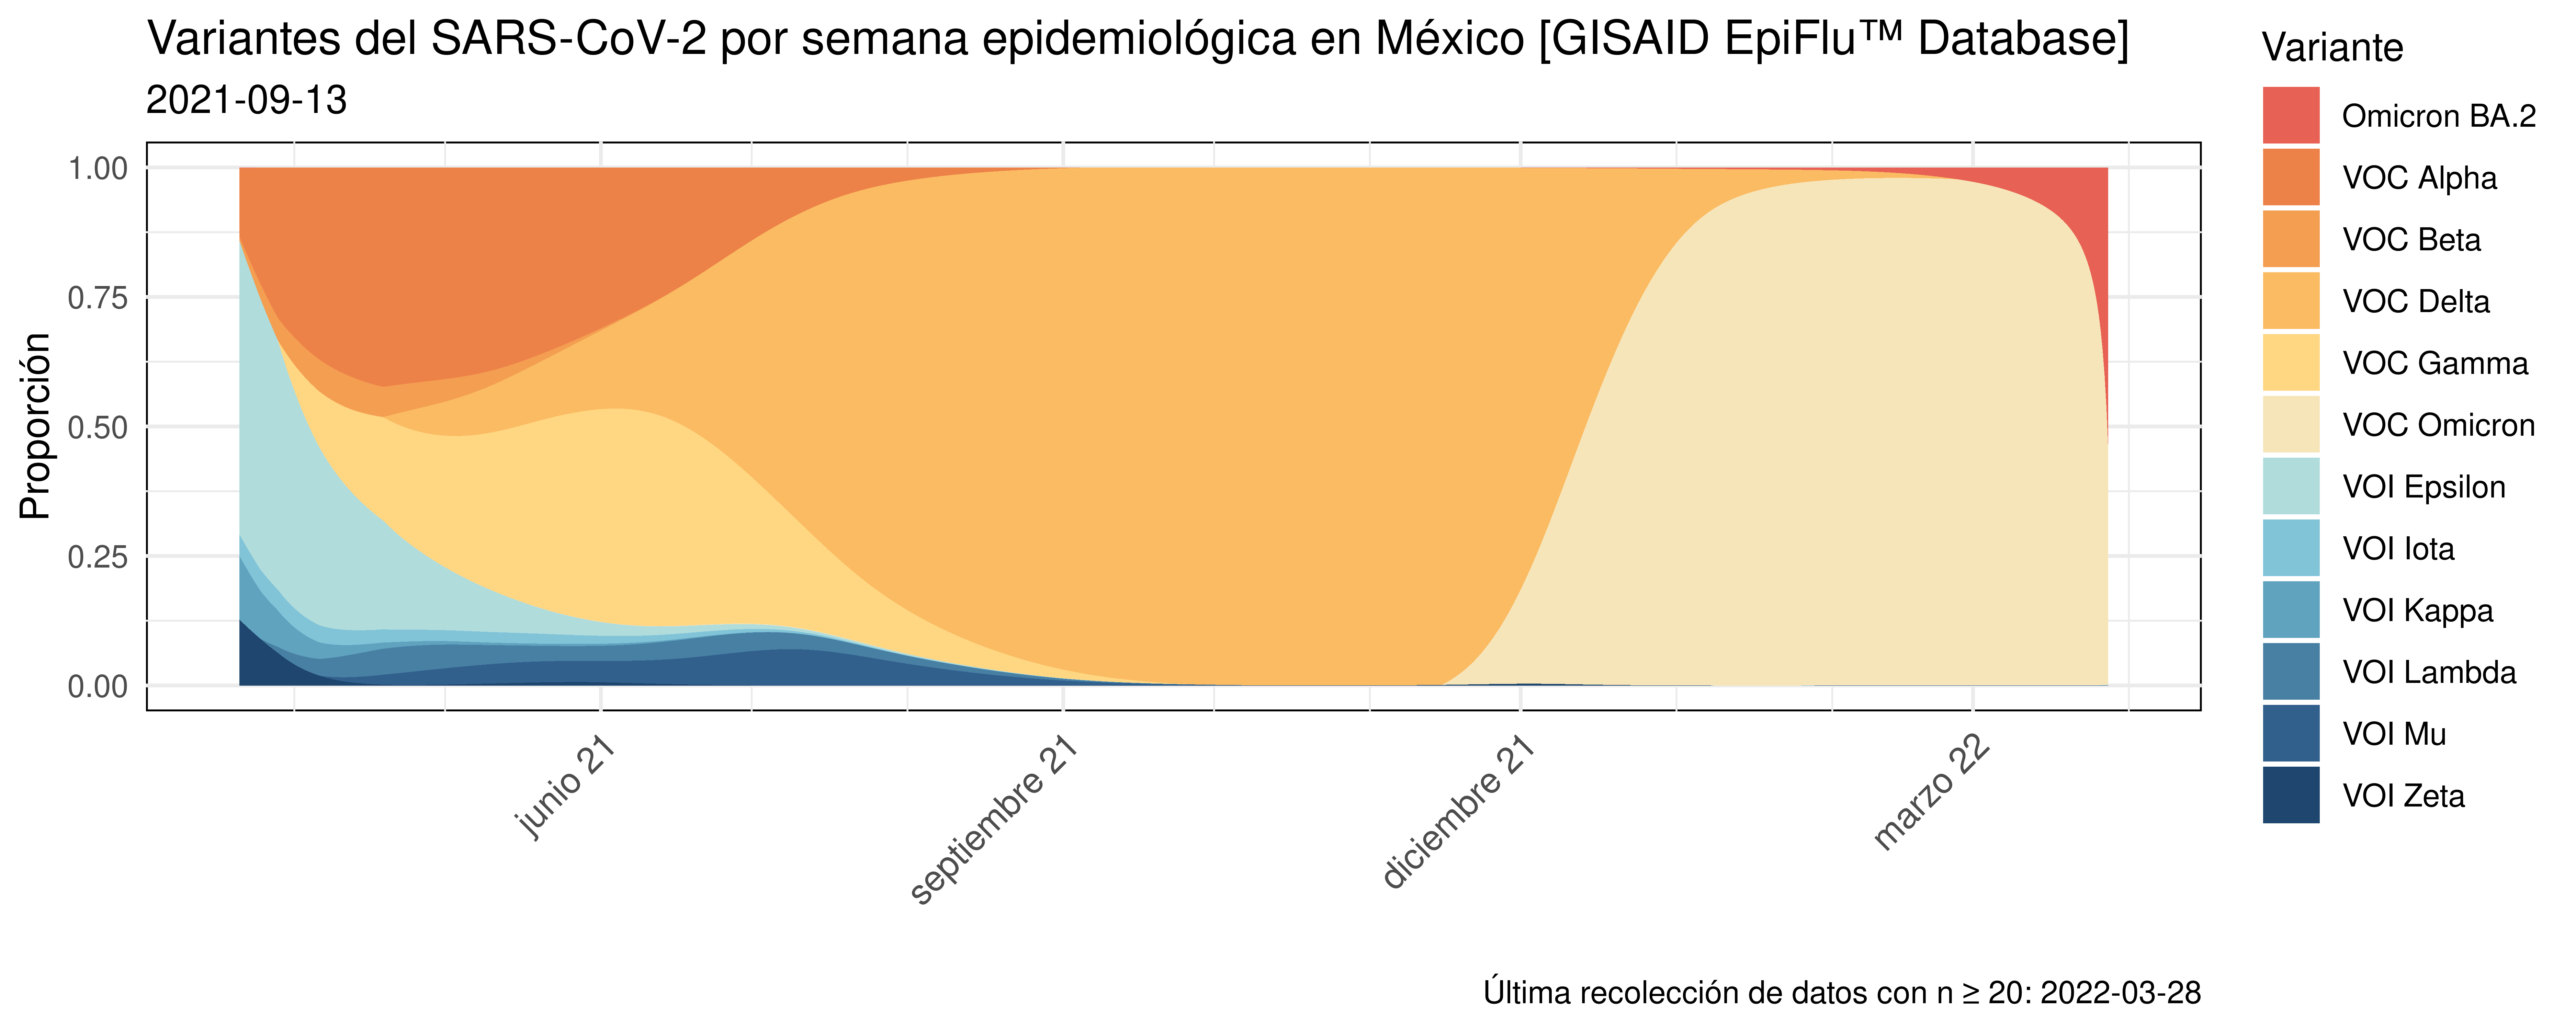 Variantes del SARS-CoV-2 por semana epidemiológica en México [GISAID EpiFlu™ Database]
2021-09-13
Proporción
1.00
0.75
0.50
0.25
0.00
junio 21
septiembre 21
diciembre 21
marzo 22
Variante
Omicron BA.2
VOC Alpha
VOC Beta
VOC Delta
VOC Gamma
VOC Omicron
VOI Epsilon
VOI Iota
VOI Kappa
VOI Lambda
VOI Mu
VOI Zeta
Última recolección de datos con n ≥ 20: 2022-03-28